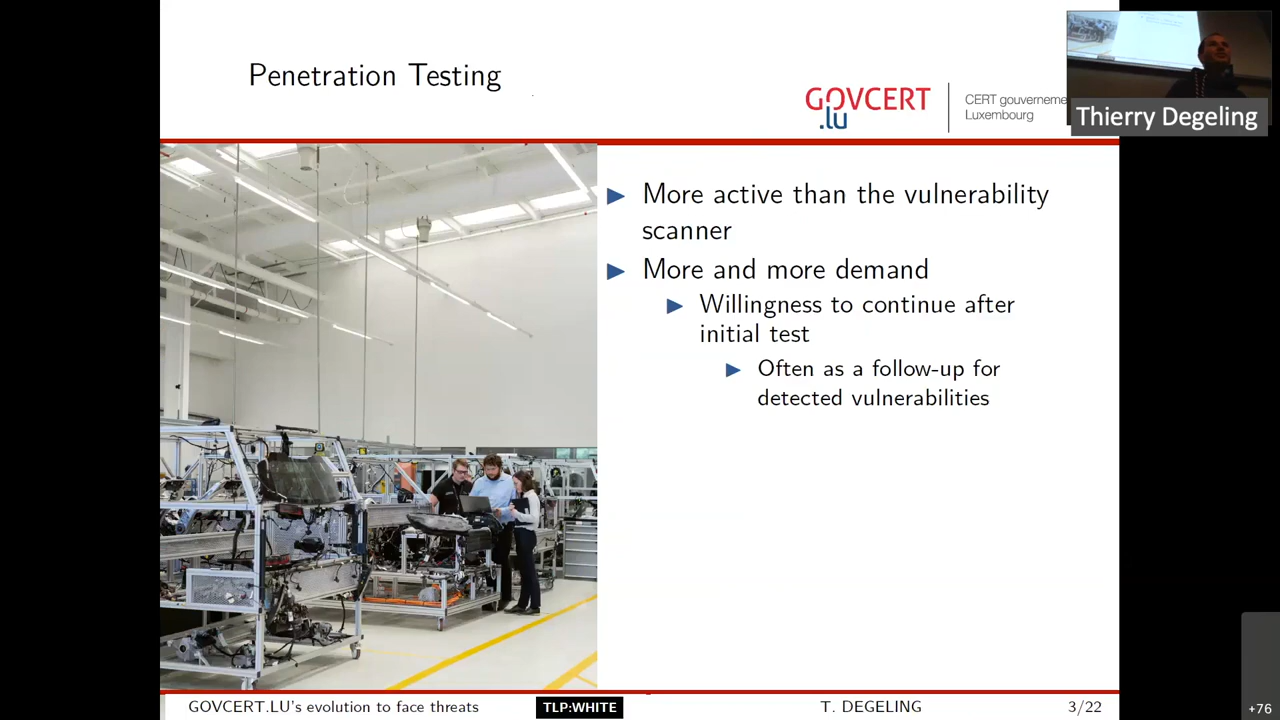 Penetration Testing
GOVCERT
.lu
CERT gouverneme
Luxembourg
Thierry Degeling
More active than the vulnerability
scanner
More and more demand
Willingness to continue after
initial test
Often as a follow-up for
detected vulnerabilities
GOVCERT.LU's evolution to face threats
TLP:WHITE
T. DEGELING
3/22
+76